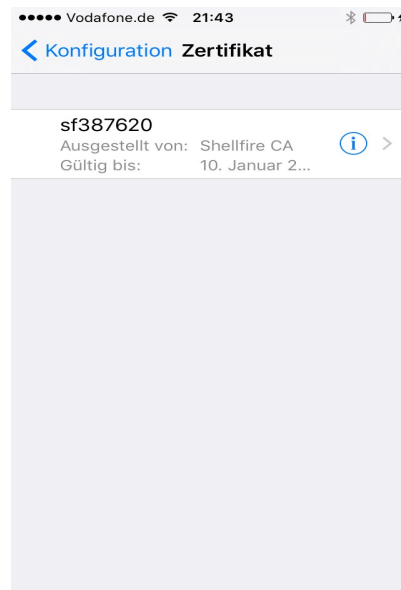 Vodafone.de 21:43
Konfiguration Zertifikat
sf387620
Ausgestellt von: Shellfire CA
Gültig bis: 10. Januar 2...